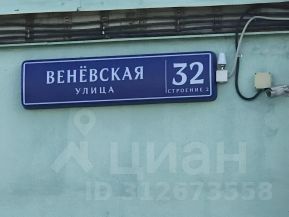 ВЕНЁВСКАЯ
УЛИЦА
32
СТРОЕНИЕ 2
циан
ID 312673558